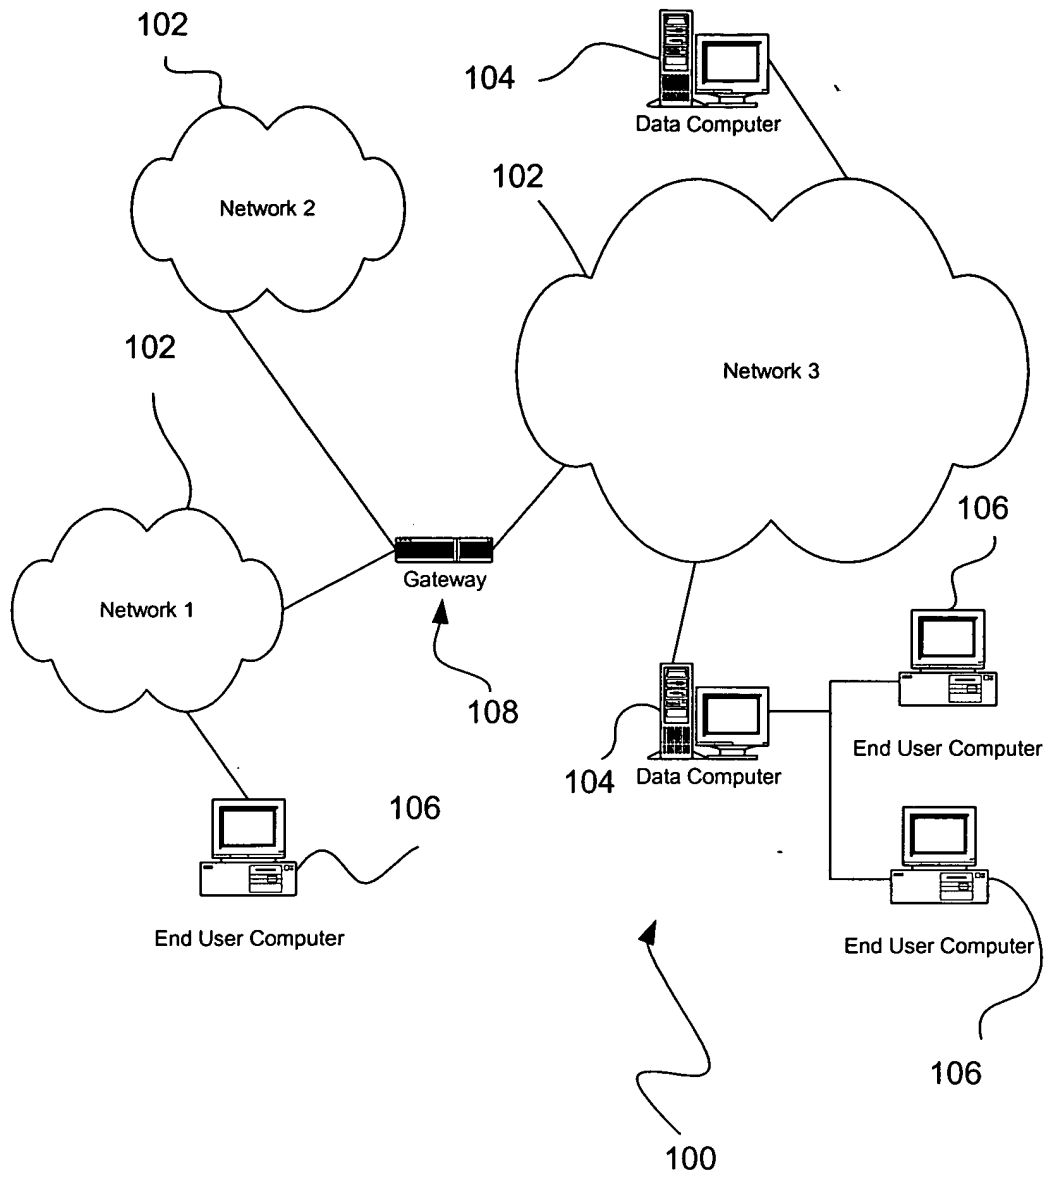 102
104
Data Computer
102
Network 2
102
Network 3
106
Gateway
Network 1
108
104
Data Computer
End User Computer
106
End User Computer
End User Computer
106
100